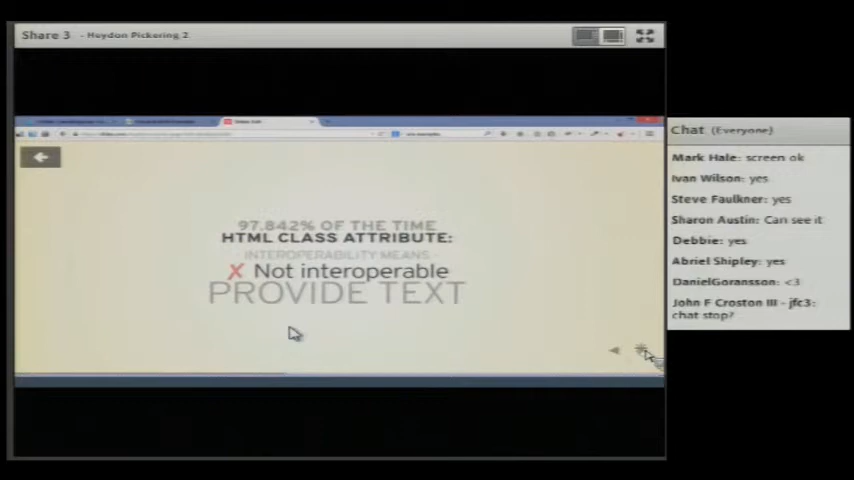 Share 3 - Heydon Pickering 2
97.842% OF THE TIME
HTML CLASS ATTRIBUTE:
INTEROPERABILITY MEANS
X Not interoperable
PROVIDE TEXT
Chat (Everyone)
Mark Hale: screen ok
Ivan Wilson: yes
Steve Faulkner: yes
Sharon Austin: Can see it
Debbie: yes
Abriel Shipley: yes
DanielGoransson: <3
John F Croston III - jfc3:
chat stop?